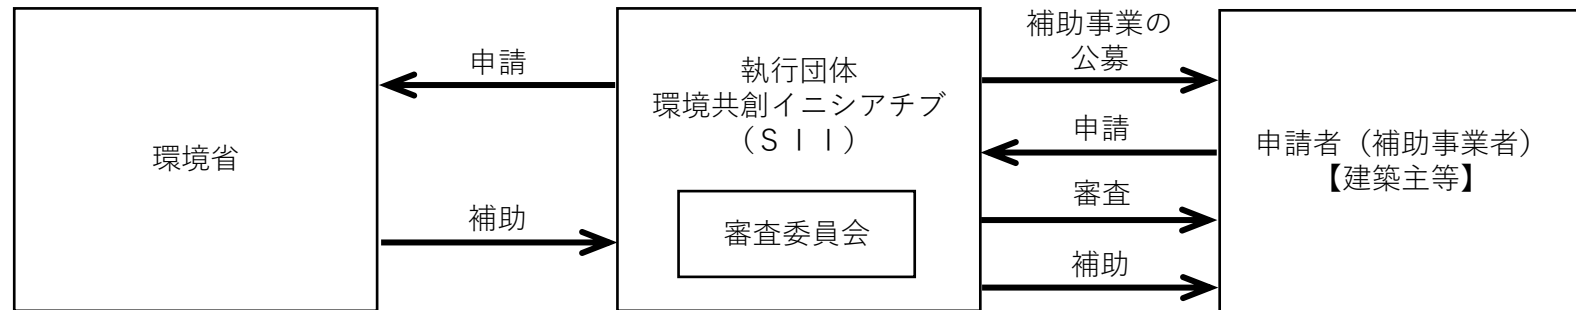 環境省
申請
補助
執行団体
環境共創イニシアチブ
（ＳＩＩ）
審査委員会
補助事業の
公募
申請
審査
補助
申請者（補助事業者）
【建築主等】